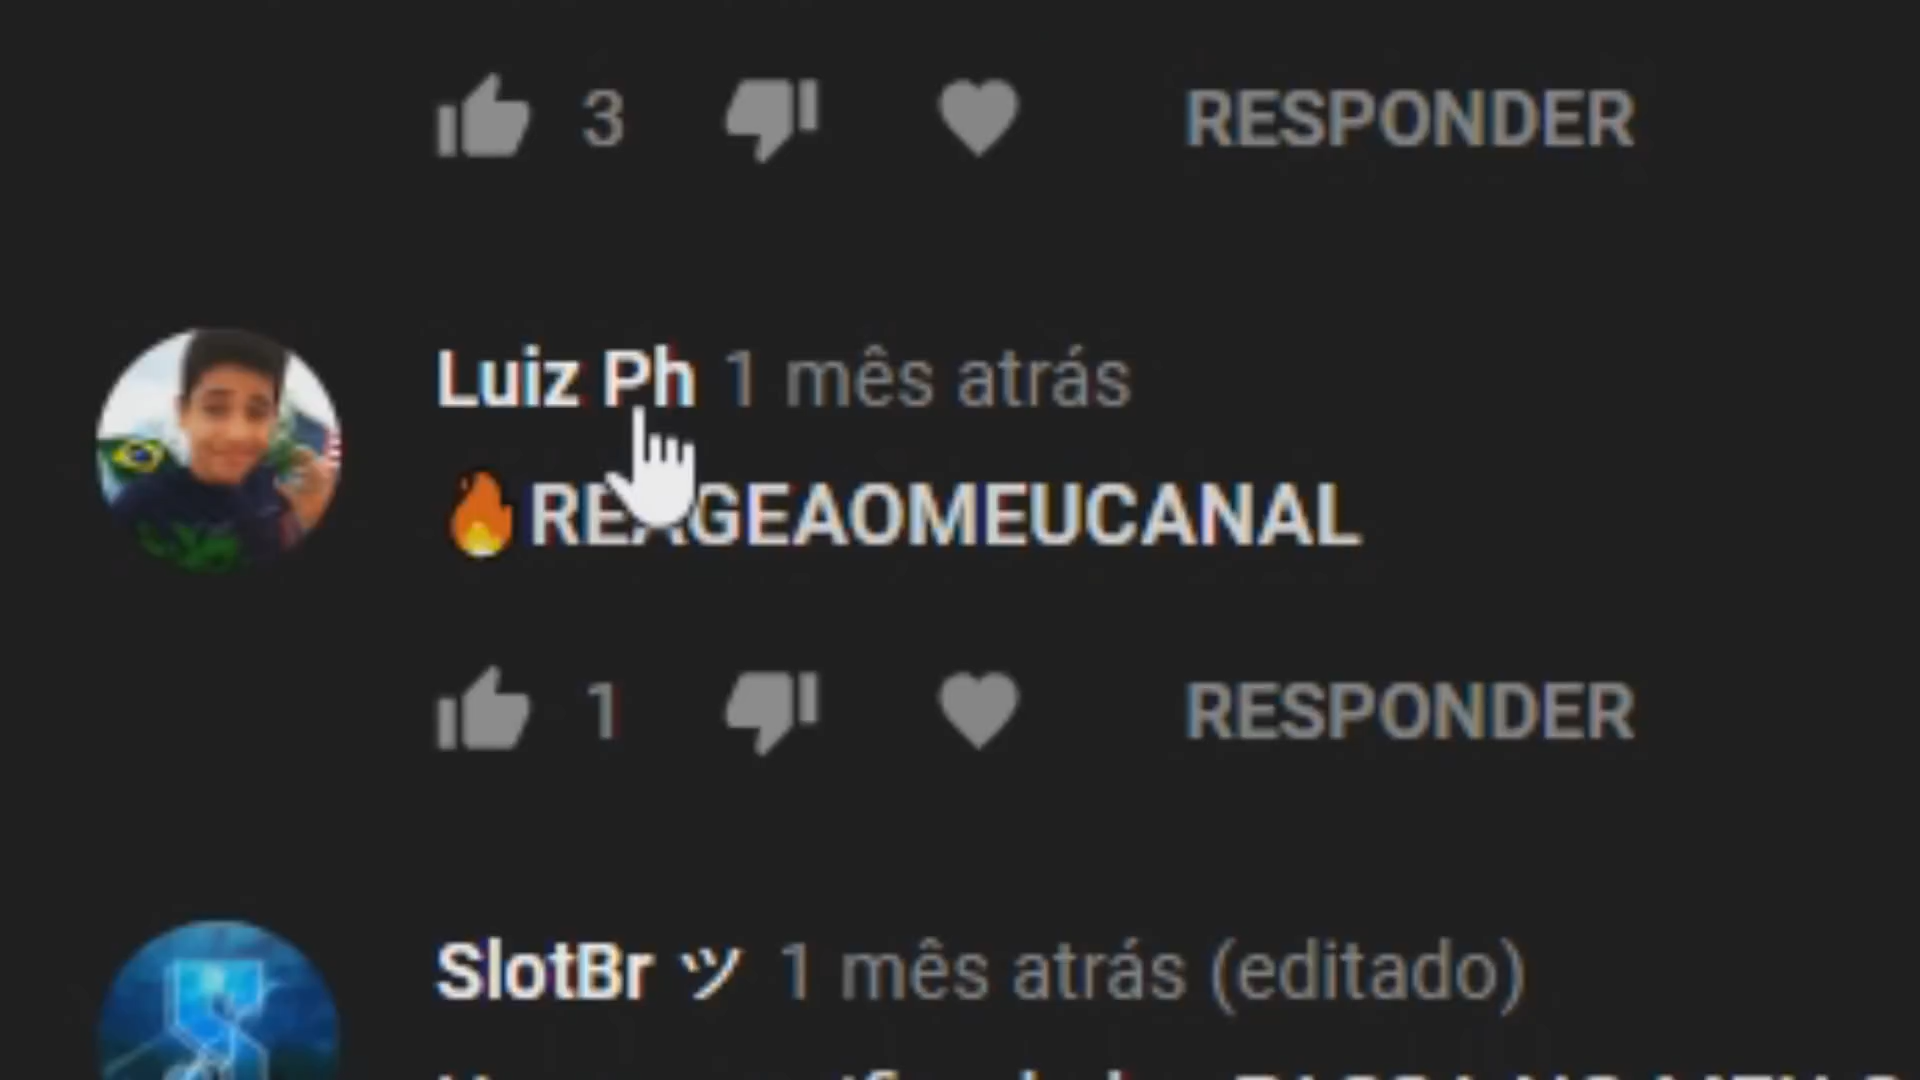 3 RESPONDER
Luiz Ph 1 mês atrás
🔥REAGEAOMEUCANAL
1 RESPONDER
SlotBr ツ 1 mês atrás (editado)